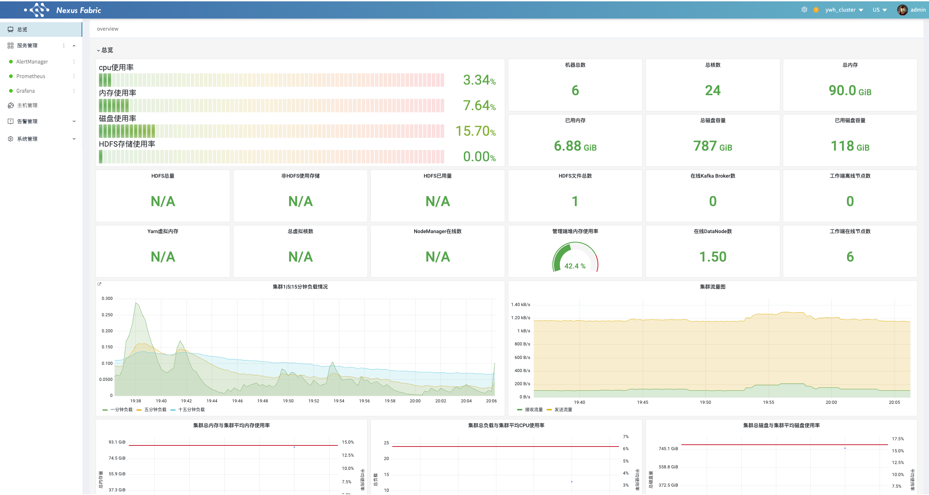 Nexus Fabric
ywh_cluster
US
admin
总览
服务管理
AlertManager
Prometheus
Grafana
主机管理
告警管理
系统管理
overview
总览
cpu使用率
3.34%
内存使用率
7.64%
磁盘使用率
15.70%
HDFS存储使用率
0.00%
机器总数
6
总核数
24
总内存
90.0 GiB
已用内存
6.88 GiB
总磁盘容量
787 GiB
已用磁盘容量
118 GiB
HDFS总量
N/A
非HDFS使用存储
N/A
HDFS已用量
N/A
HDFS文件总数
1
在线Kafka Broker数
0
工作端离线节点数
0
Yarn虚拟内存
N/A
总虚拟核数
N/A
NodeManager在线数
N/A
管理端堆内存使用率
42.4 %
在线DataNode数
1.50
工作端在线节点数
6
集群1|5|15分钟负载情况
0.300
0.250
0.200
0.150
0.100
0.0500
0
19:38
19:40
19:42
19:44
19:46
19:48
19:50
19:52
19:54
19:56
19:58
20:00
20:02
20:04
20:06
一分钟负载
五分钟负载
十五分钟负载
集群流量图
1.40 kB/s
1.20 kB/s
1 kB/s
800 B/s
600 B/s
400 B/s
200 B/s
0 B/s
19:40
19:45
19:50
19:55
20:00
20:05
接收流量
发送流量
集群总内存与集群平均内存使用率
93.1 GiB
74.5 GiB
55.9 GiB
37.3 GiB
15.0%
12.5%
10.0%
7.5%
平均使用率
集群总负载与集群平均CPU使用率
25
20
15
10
7%
6%
5%
4%
3%
平均使用率
集群总磁盘与集群平均磁盘使用率
745.1 GiB
558.8 GiB
372.5 GiB
17.5%
15.0%
12.5%
10.0%
7.5%
平均使用率